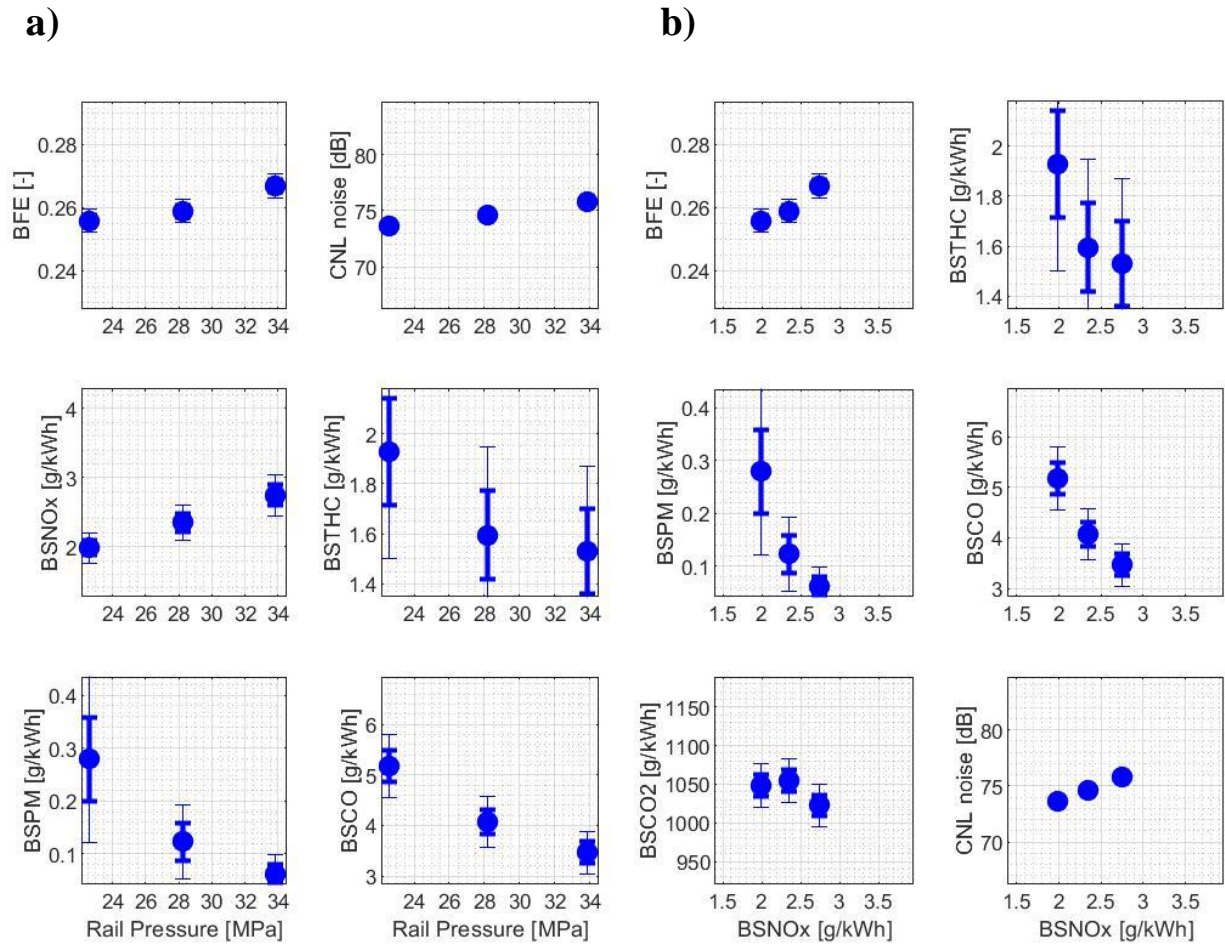 a)
b)
BFE [-]
0.28
0.26
0.24
24 26 28 30 32 34
CNL noise [dB]
80
75
70
24 26 28 30 32 34
BFE [-]
0.28
0.26
0.24
1.5 2 2.5 3 3.5
BSTHC [g/kWh]
2
1.8
1.6
1.4
1.5 2 2.5 3 3.5
BSNOx [g/kWh]
4
3
2
24 26 28 30 32 34
BSTHC [g/kWh]
2
1.8
1.6
1.4
24 26 28 30 32 34
BSPM [g/kWh]
0.4
0.3
0.2
0.1
1.5 2 2.5 3 3.5
BSCO [g/kWh]
6
5
4
3
1.5 2 2.5 3 3.5
BSPM [g/kWh]
0.4
0.3
0.2
0.1
24 26 28 30 32 34
Rail Pressure [MPa]
BSCO [g/kWh]
6
5
4
3
24 26 28 30 32 34
Rail Pressure [MPa]
BSCO2 [g/kWh]
1150
1100
1050
1000
950
1.5 2 2.5 3 3.5
BSNOx [g/kWh]
CNL noise [dB]
80
75
70
1.5 2 2.5 3 3.5
BSNOx [g/kWh]